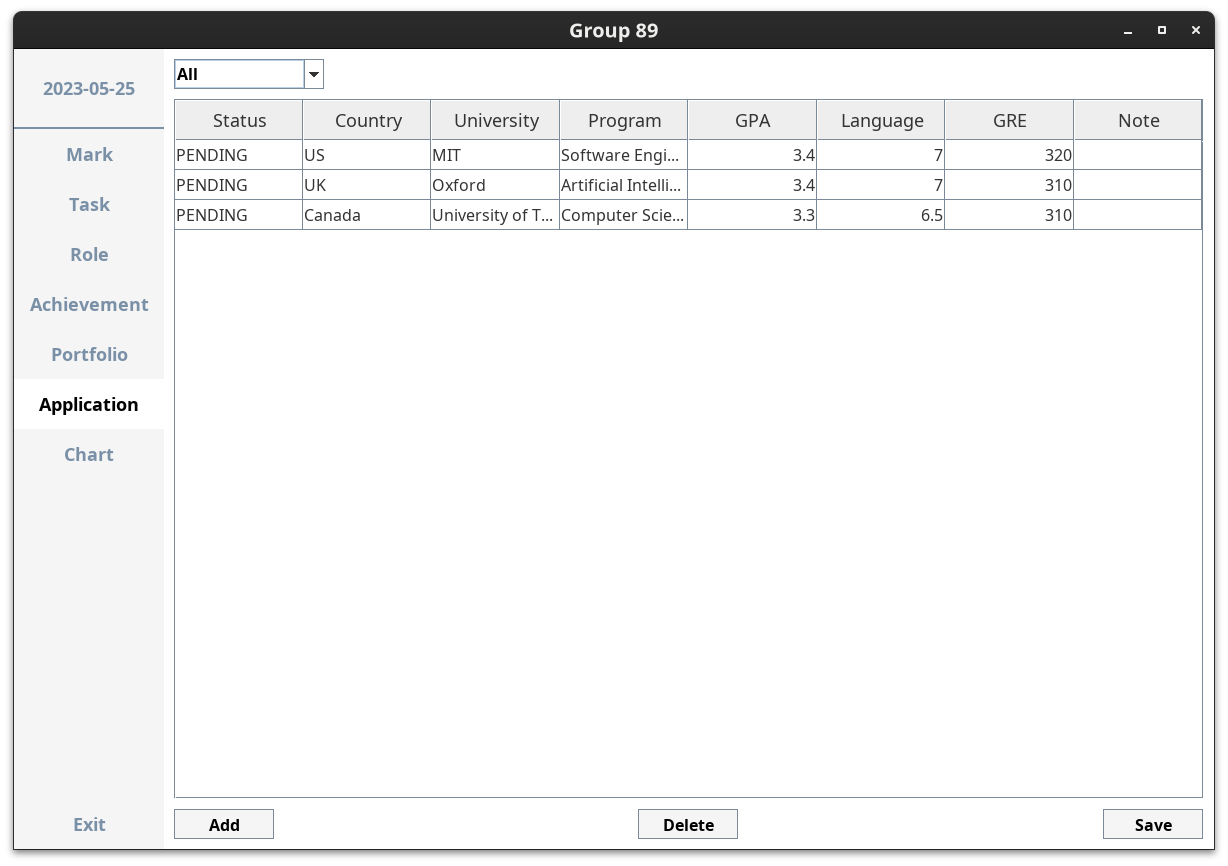 Group 89
2023-05-25
Mark
Task
Role
Achievement
Portfolio
Application
Chart
Exit
All
Status Country University Program GPA Language GRE Note
PENDING US MIT Software Engi... 3.4 7 320
PENDING UK Oxford Artificial Intelli... 3.4 7 310
PENDING Canada University of T... Computer Scie... 3.3 6.5 310
Add Delete Save